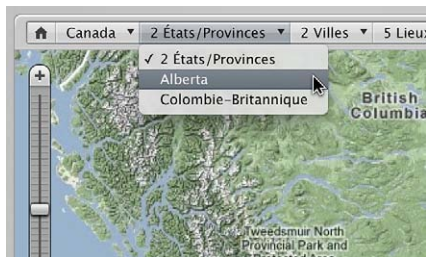 Canada 2 États/Provinces 2 Villes 5 Lieux
✓ 2 États/Provinces
Alberta
Colombie-Britannique
British
Columbia
Tweedsmuir North
Provincial Park and